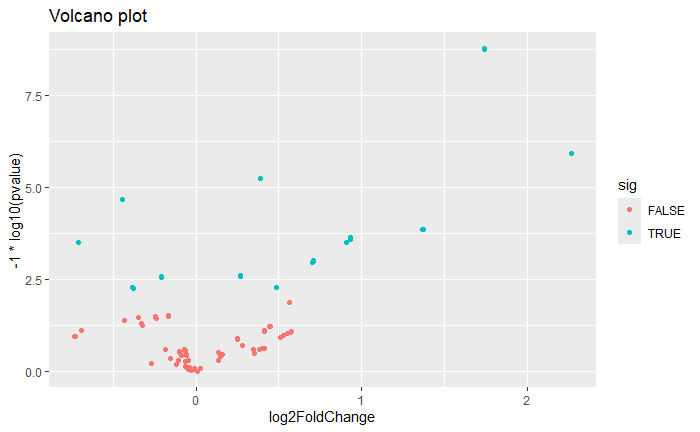 Volcano plot
-1 * log10(pvalue)
7.5
5.0
2.5
0.0
0
1
2
log2FoldChange
sig
FALSE
TRUE